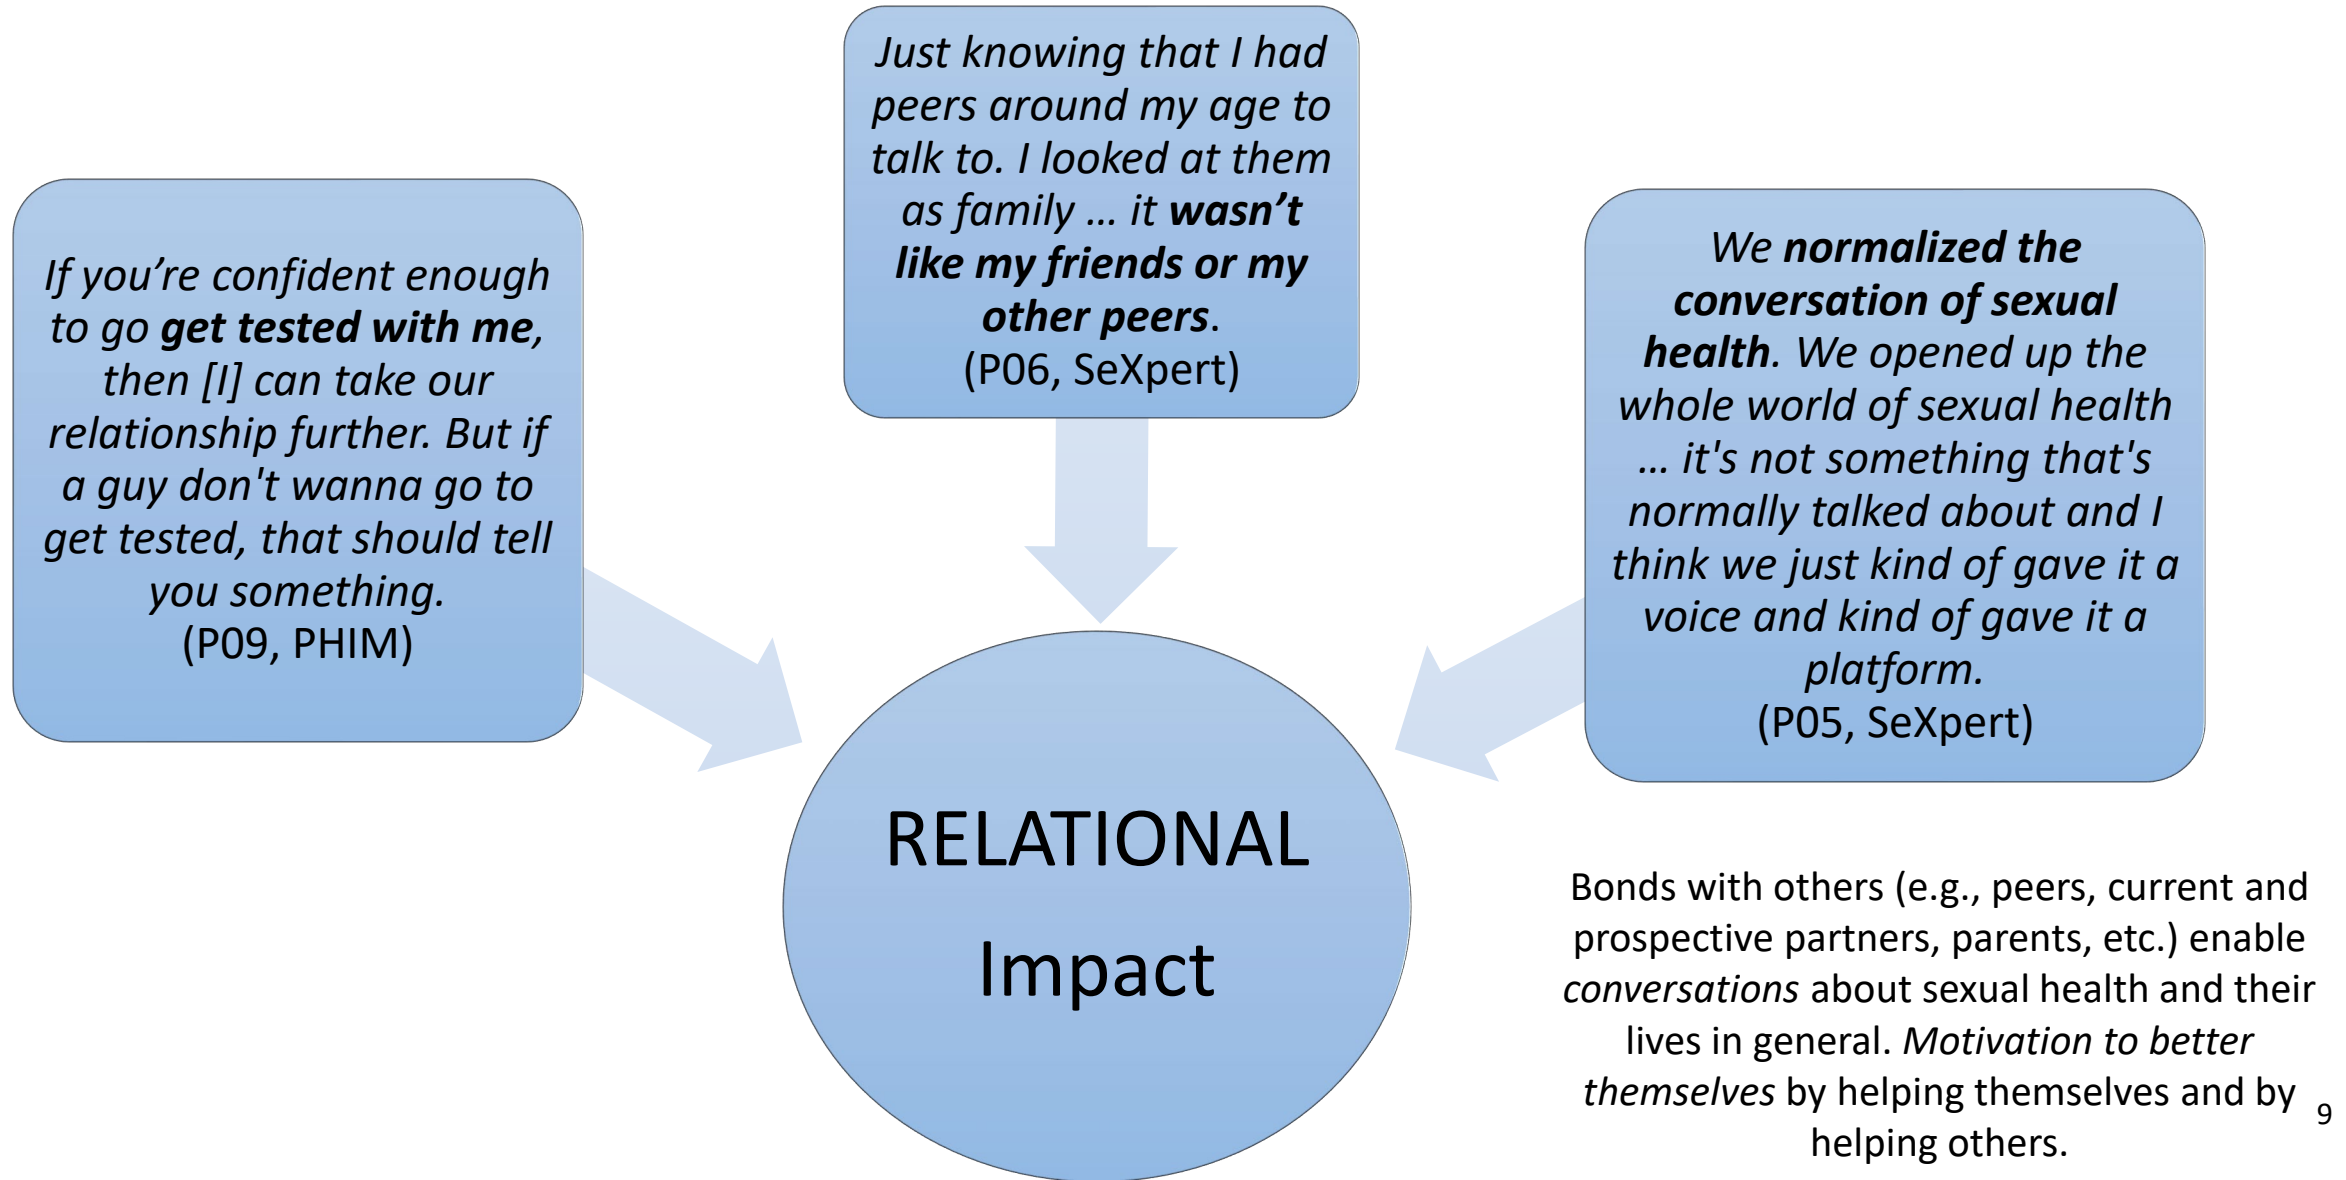 If you’re confident enough
to go get tested with me,
then [I] can take our
relationship further. But if
a guy don't wanna go to
get tested, that should tell
you something.
(P09, PHIM)
Just knowing that I had
peers around my age to
talk to. I looked at them
as family ... it wasn’t
like my friends or my
other peers.
(P06, SeXpert)
We normalized the
conversation of sexual
health. We opened up the
whole world of sexual health
... it's not something that's
normally talked about and I
think we just kind of gave it a
voice and kind of gave it a
platform.
(P05, SeXpert)
RELATIONAL
Impact
Bonds with others (e.g., peers, current and
prospective partners, parents, etc.) enable
conversations about sexual health and their
lives in general. Motivation to better
themselves by helping themselves and by
helping others.
9